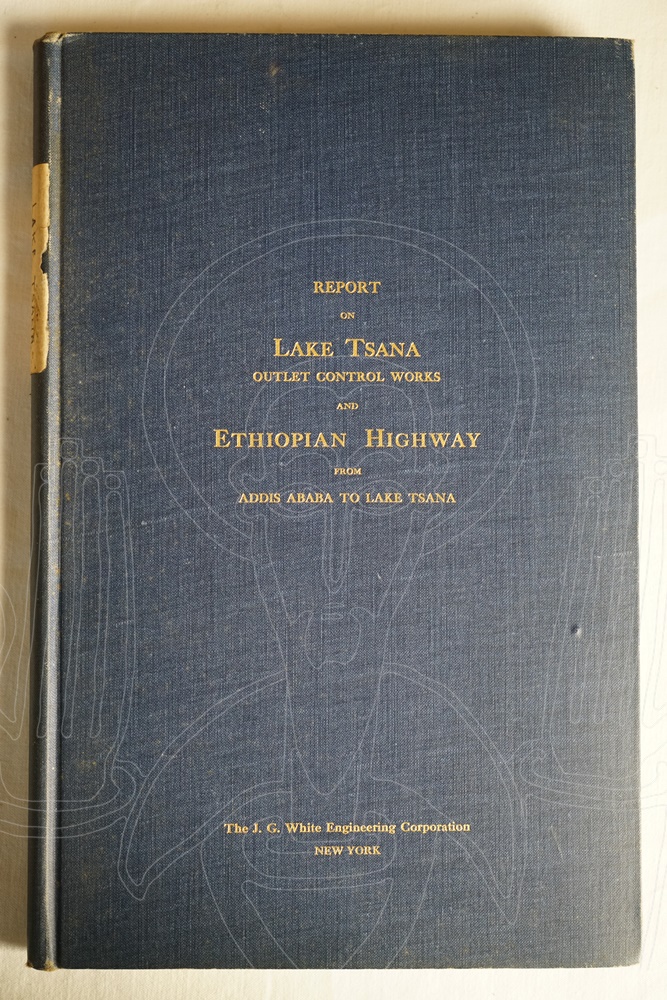 REPORT
ON
LAKE TSANA
OUTLET CONTROL WORKS
AND
ETHIOPIAN HIGHWAY
FROM
ADDIS ABABA TO LAKE TSANA
The J. G. White Engineering Corporation
NEW YORK